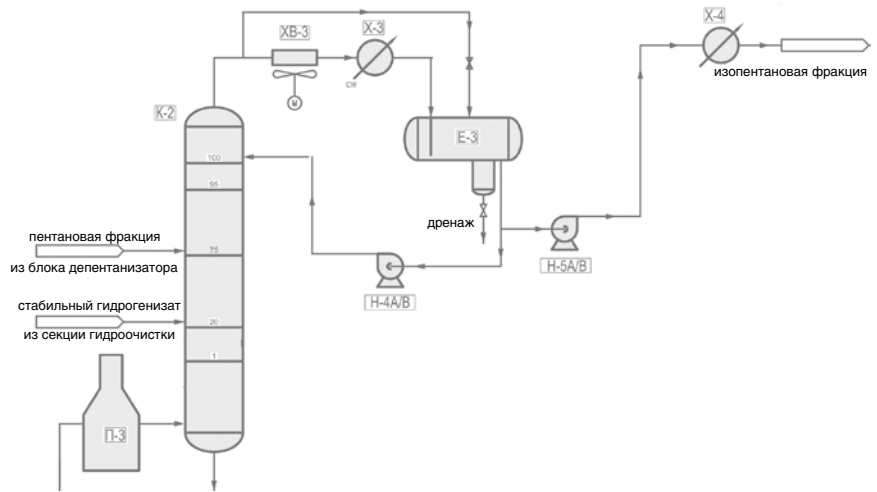 ХВ-3
Х-3
Х-4
CW
M
изопентановая фракция
К-2
Е-3
100
95
дренаж
пентановая фракция
75
из блока депентанизатора
Н-5А/В
Н-4А/В
стабильный гидрогенизат
20
из секции гидроочистки
1
П-3